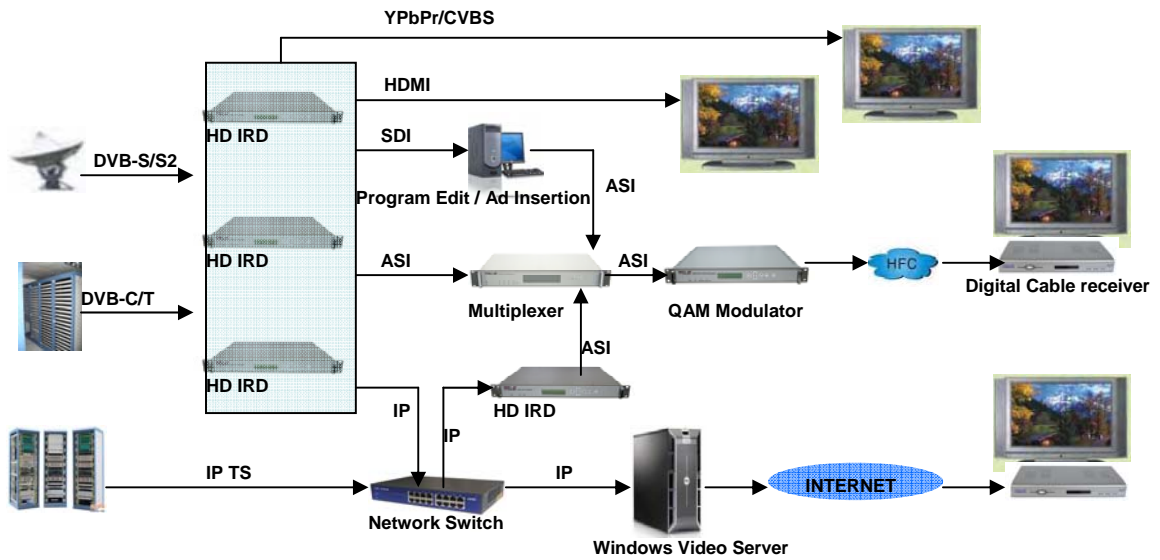 YPbPr/CVBS
HDMI
HD IRD
SDI
DVB-S/S2
Program Edit / Ad Insertion
ASI
HD IRD
ASI
ASI
HFC
DVB-C/T
Multiplexer
QAM Modulator
Digital Cable receiver
ASI
HD IRD
HD IRD
IP
IP
IP TS
IP
INTERNET
Network Switch
Windows Video Server